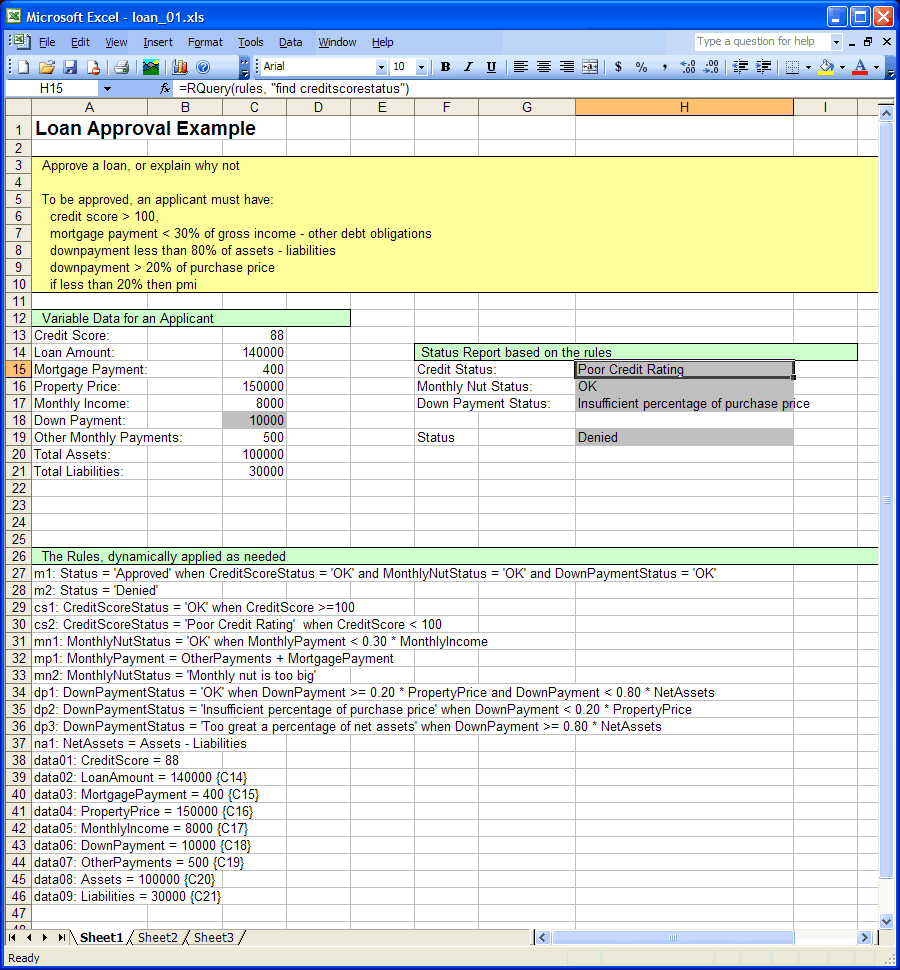 Microsoft Excel - loan_01.xls
File Edit View Insert Format Tools Data Window Help Type a question for help
Arial 10 B I U $ % ,
H15 fx =RQuery(rules, "find creditscorestatus")
A B C D E F G H I
1 Loan Approval Example
2
3 Approve a loan, or explain why not
4
5 To be approved, an applicant must have:
6 credit score > 100,
7 mortgage payment < 30% of gross income - other debt obligations
8 downpayment less than 80% of assets - liabilities
9 downpayment > 20% of purchase price
10 if less than 20% then pmi
11
12 Variable Data for an Applicant
13 Credit Score: 88
14 Loan Amount: 140000 Status Report based on the rules
15 Mortgage Payment: 400 Credit Status: Poor Credit Rating
16 Property Price: 150000 Monthly Nut Status: OK
17 Monthly Income: 8000 Down Payment Status: Insufficient percentage of purchase price
18 Down Payment: 10000
19 Other Monthly Payments: 500 Status Denied
20 Total Assets: 100000
21 Total Liabilities: 30000
22
23
24
25
26 The Rules, dynamically applied as needed
27 m1: Status = 'Approved' when CreditScoreStatus = 'OK' and MonthlyNutStatus = 'OK' and DownPaymentStatus = 'OK'
28 m2: Status = 'Denied'
29 cs1: CreditScoreStatus = 'OK' when CreditScore >=100
30 cs2: CreditScoreStatus = 'Poor Credit Rating' when CreditScore < 100
31 mn1: MonthlyNutStatus = 'OK' when MonthlyPayment < 0.30 * MonthlyIncome
32 mp1: MonthlyPayment = OtherPayments + MortgagePayment
33 mn2: MonthlyNutStatus = 'Monthly nut is too big'
34 dp1: DownPaymentStatus = 'OK' when DownPayment >= 0.20 * PropertyPrice and DownPayment < 0.80 * NetAssets
35 dp2: DownPaymentStatus = 'Insufficient percentage of purchase price' when DownPayment < 0.20 * PropertyPrice
36 dp3: DownPaymentStatus = 'Too great a percentage of net assets' when DownPayment >= 0.80 * NetAssets
37 na1: NetAssets = Assets - Liabilities
38 data01: CreditScore = 88
39 data02: LoanAmount = 140000 {C14}
40 data03: MortgagePayment = 400 {C15}
41 data04: PropertyPrice = 150000 {C16}
42 data05: MonthlyIncome = 8000 {C17}
43 data06: DownPayment = 10000 {C18}
44 data07: OtherPayments = 500 {C19}
45 data08: Assets = 100000 {C20}
46 data09: Liabilities = 30000 {C21}
47
48
Sheet1 Sheet2 Sheet3
Ready